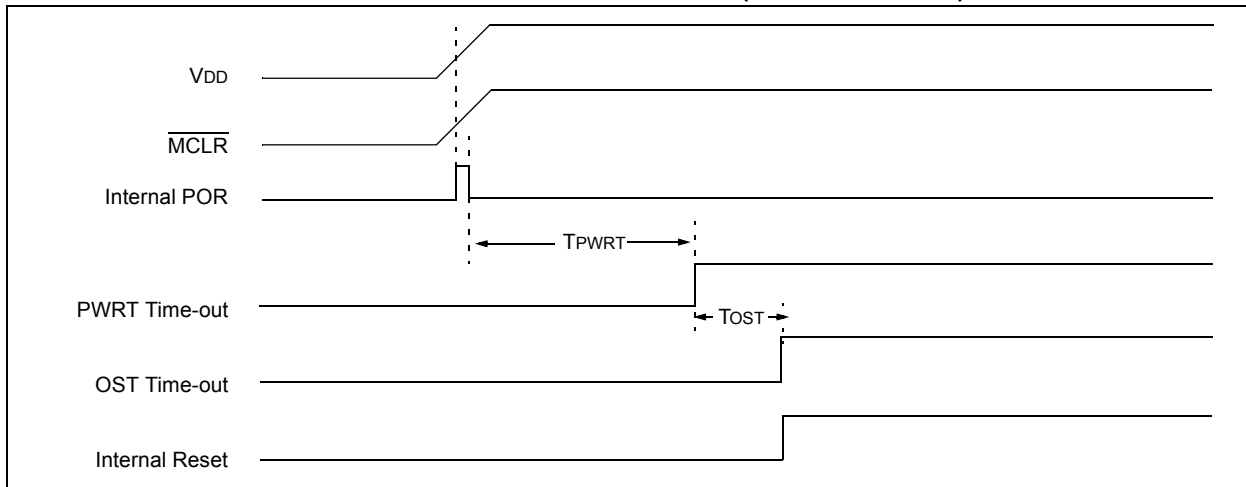 VDD
MCLR
Internal POR
TPWRT
PWRT Time-out
TOST
OST Time-out
Internal Reset